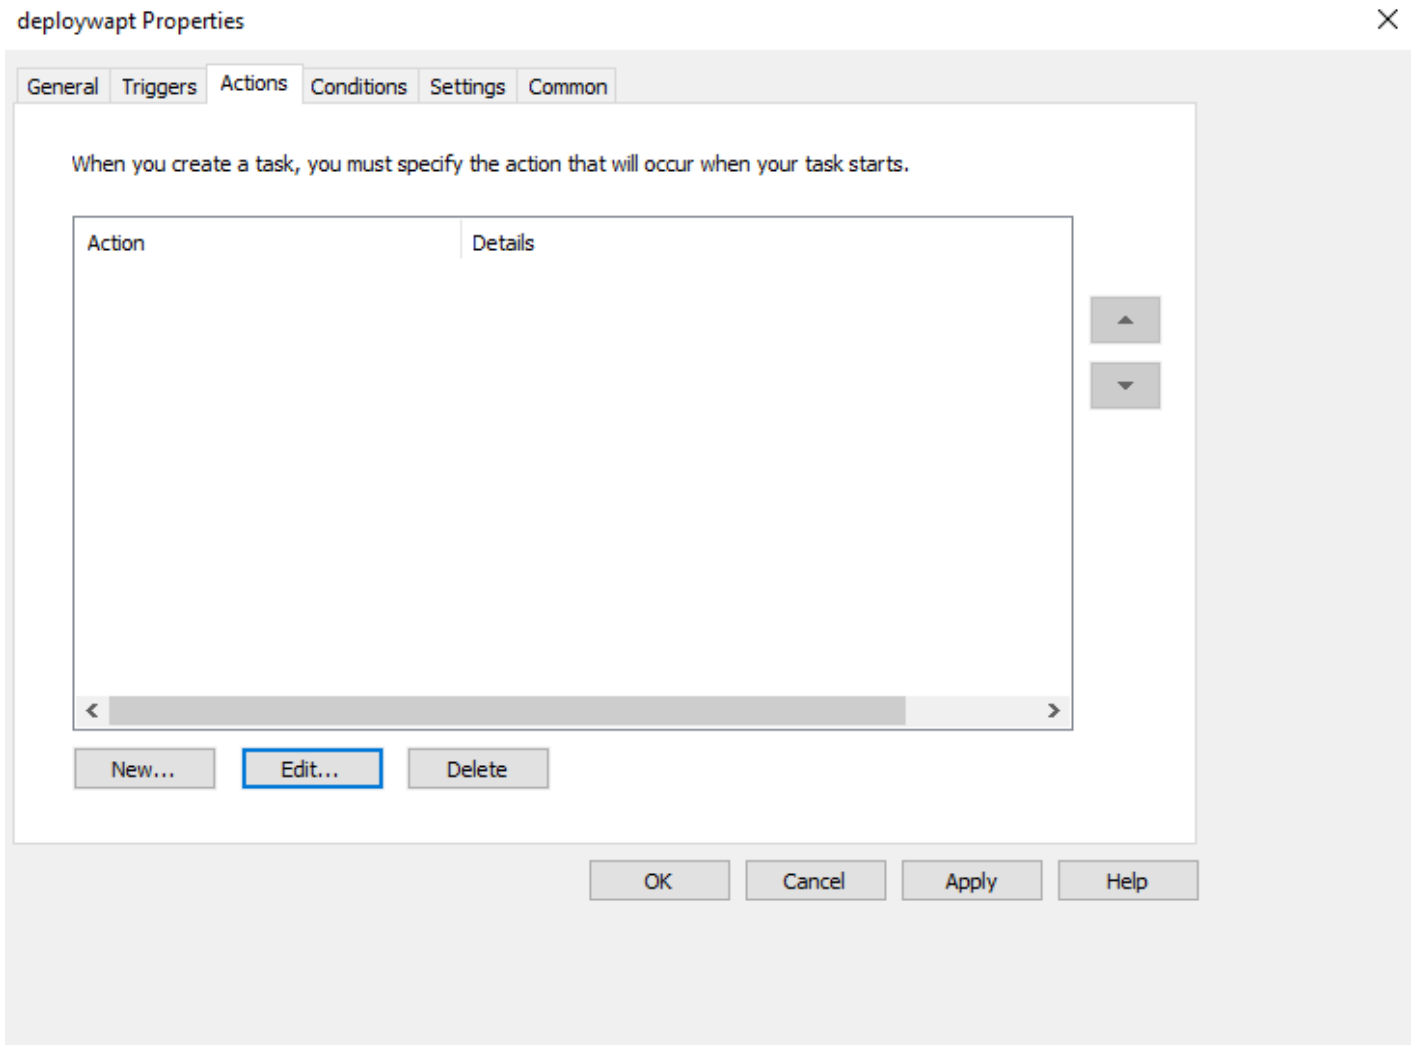 deploywapt Properties
General Triggers Actions Conditions Settings Common
When you create a task, you must specify the action that will occur when your task starts.
Action Details
New... Edit... Delete
OK Cancel Apply Help